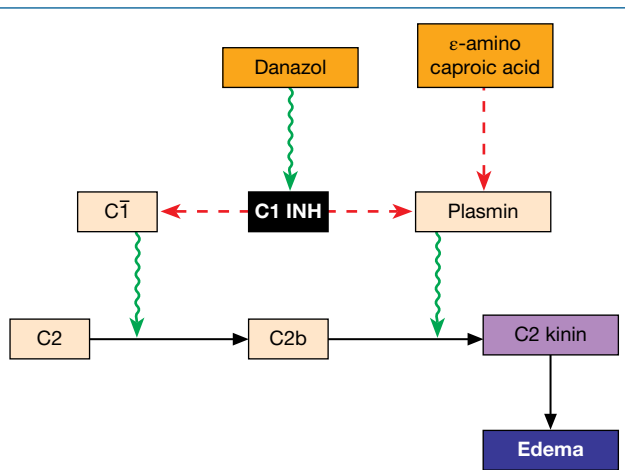 Danazol
ε-amino
caproic acid
C1̅
C1 INH
Plasmin
C2
C2b
C2 kinin
Edema